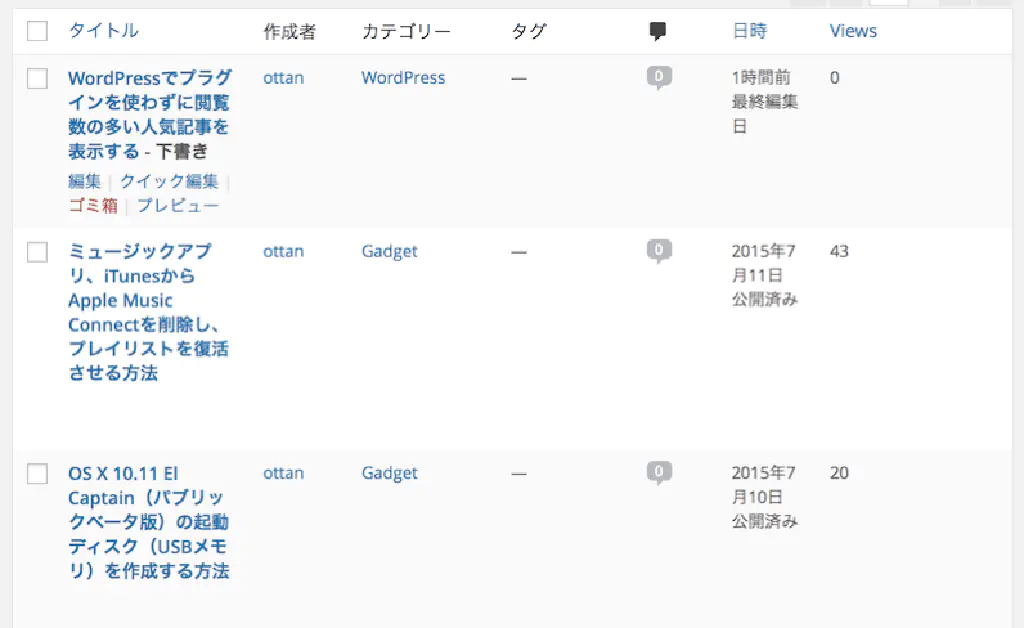 タイトル 作成者 カテゴリー タグ 日時 Views
WordPressでプラグ ottan WordPress — 0 1時間前 0
インを使わずに閲覧 最終編集
数の多い人気記事を 日
表示する - 下書き
編集 | クイック編集 |
ゴミ箱 | プレビュー
ミュージックアプ ottan Gadget — 0 2015年7 43
リ、iTunesから 月11日
Apple Music 公開済み
Connectを削除し、
プレイリストを復活
させる方法
OS X 10.11 El ottan Gadget — 0 2015年7 20
Captain（パブリッ 月10日
クベータ版）の起動 公開済み
ディスク（USBメモ
リ）を作成する方法